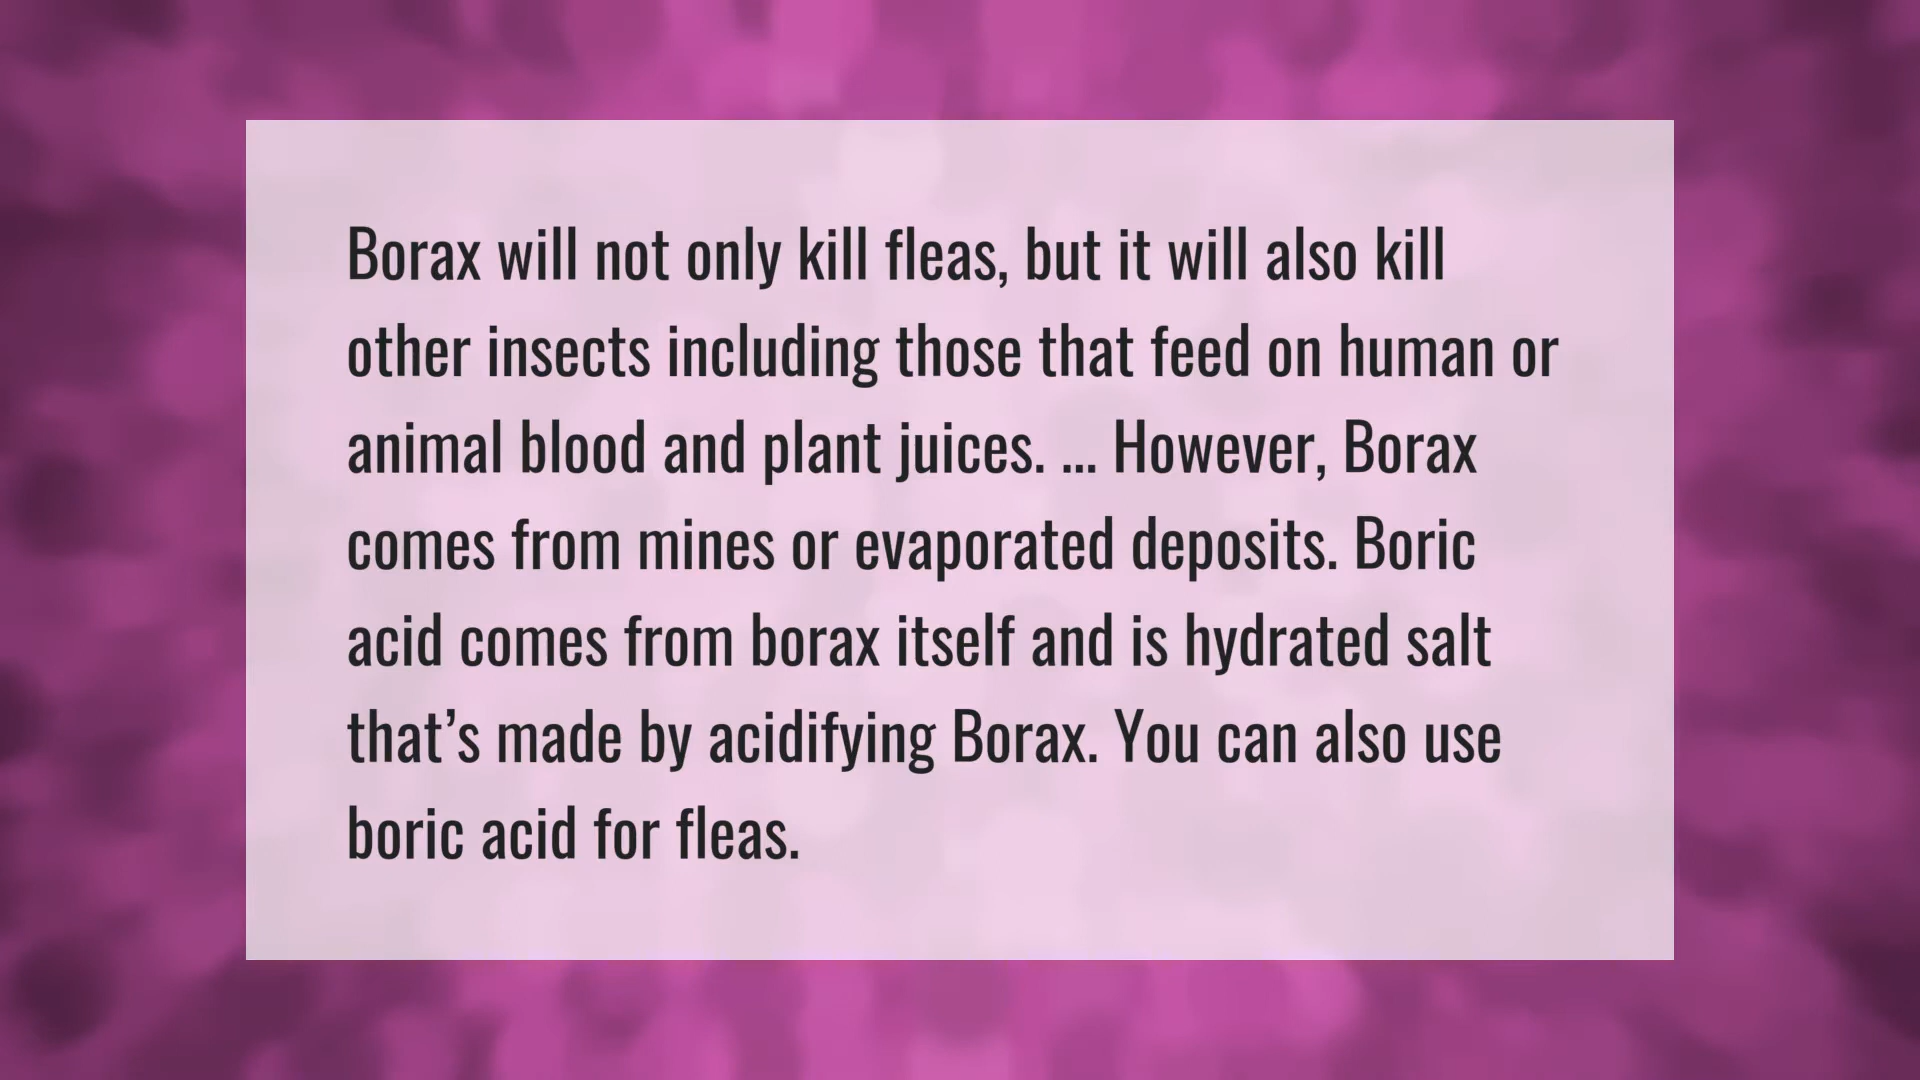 Borax will not only kill fleas, but it will also kill
other insects including those that feed on human or
animal blood and plant juices. ... However, Borax
comes from mines or evaporated deposits. Boric
acid comes from borax itself and is hydrated salt
that’s made by acidifying Borax. You can also use
boric acid for fleas.